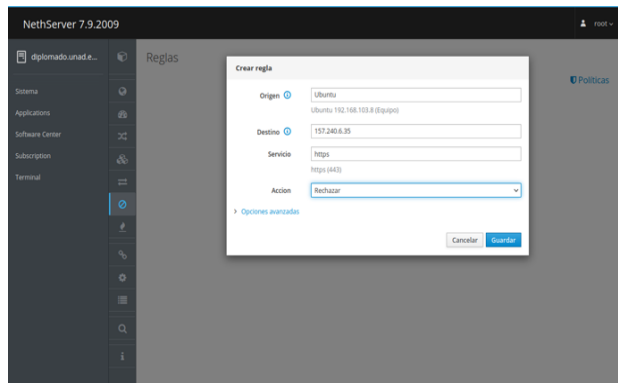 NethServer 7.9.2009
root
diplomado.unad.e...
Reglas
Políticas
Sistema
Applications
Software Center
Subscription
Terminal
Crear regla
Origen
Ubuntu
Ubuntu 192.168.103.8 (Equipo)
Destino
157.240.6.35
Servicio
https
https (443)
Accion
Rechazar
Opciones avanzadas
Cancelar
Guardar